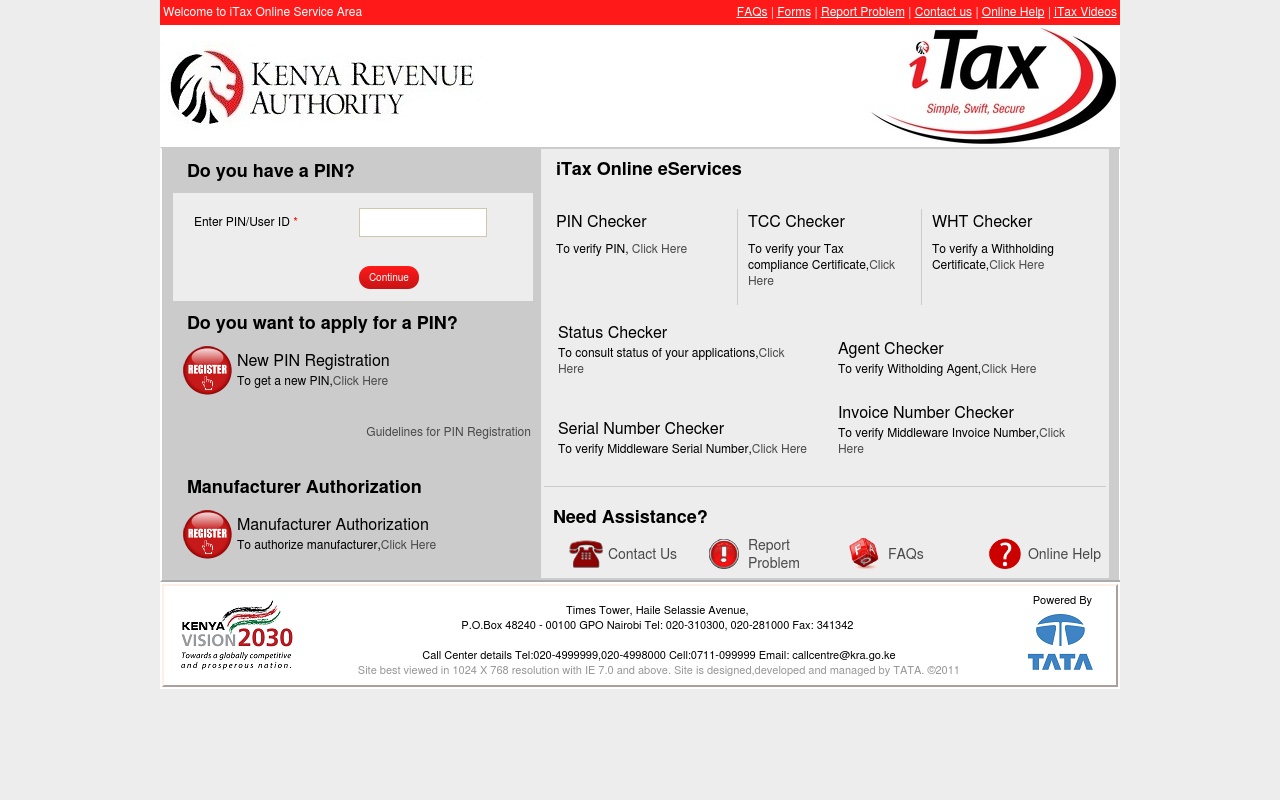 Welcome to iTax Online Service Area
FAQs | Forms | Report Problem | Contact us | Online Help | iTax Videos
KENYA REVENUE
AUTHORITY
iTax
Simple, Swift, Secure
Do you have a PIN?
Enter PIN/User ID *
Continue
Do you want to apply for a PIN?
REGISTER
New PIN Registration
To get a new PIN,Click Here
Guidelines for PIN Registration
Manufacturer Authorization
REGISTER
Manufacturer Authorization
To authorize manufacturer,Click Here
iTax Online eServices
PIN Checker
To verify PIN, Click Here
TCC Checker
To verify your Tax
compliance Certificate,Click
Here
WHT Checker
To verify a Withholding
Certificate,Click Here
Status Checker
To consult status of your applications,Click
Here
Agent Checker
To verify Witholding Agent,Click Here
Serial Number Checker
To verify Middleware Serial Number,Click Here
Invoice Number Checker
To verify Middleware Invoice Number,Click
Here
Need Assistance?
Contact Us
Report
Problem
FAQs
Online Help
KENYA
VISION 2030
Towards a globally competitive
and prosperous nation.
Times Tower, Haile Selassie Avenue,
P.O.Box 48240 - 00100 GPO Nairobi Tel: 020-310300, 020-281000 Fax: 341342
Call Center details Tel:020-4999999,020-4998000 Cell:0711-099999 Email: callcentre@kra.go.ke
Site best viewed in 1024 X 768 resolution with IE 7.0 and above. Site is designed,developed and managed by TATA. ©2011
Powered By
TATA